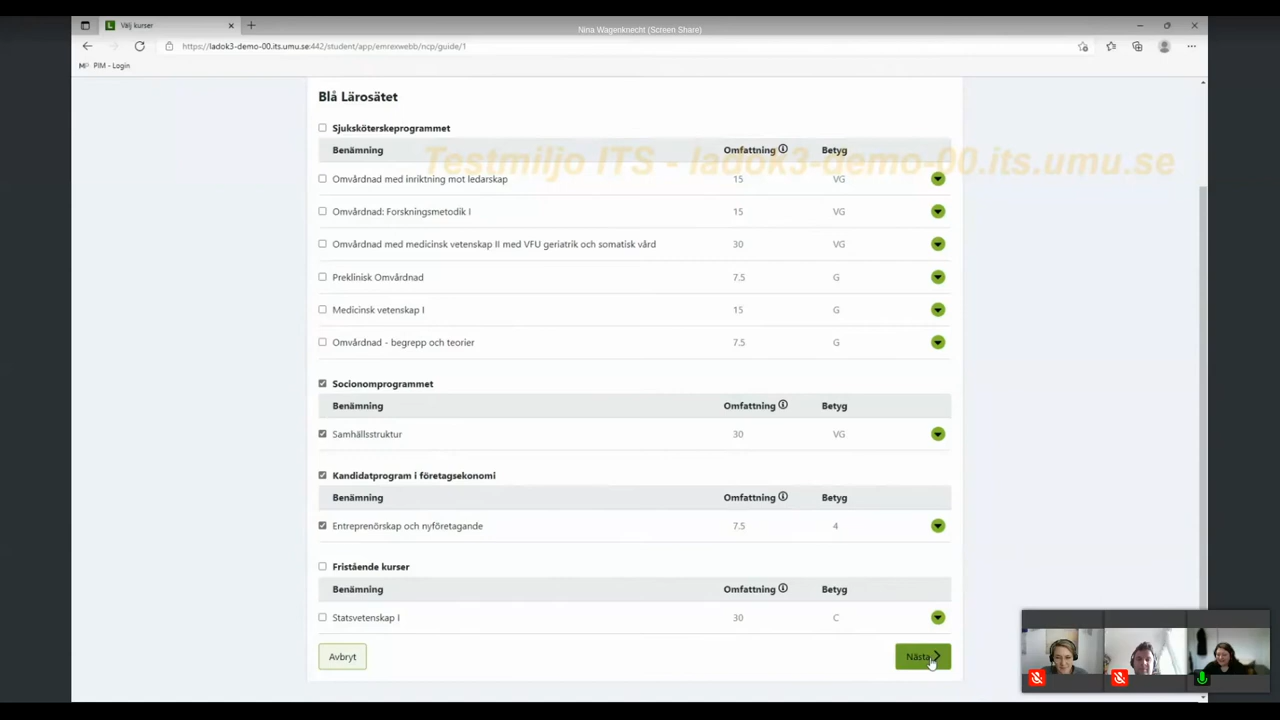 Välj kurser
Nina Wagenknecht (Screen Share)
https://ladok3-demo-00.its.umu.se:442/student/app/emrexwebb/ncp/guide/1
MP PIM - Login
Blå Lärosätet
Sjuksköterskeprogrammet
Benämning Omfattning Betyg
Testmiljo ITS - ladok3-demo-00.its.umu.se
Omvårdnad med inriktning mot ledarskap 15 VG
Omvårdnad: Forskningsmetodik I 15 VG
Omvårdnad med medicinsk vetenskap II med VFU geriatrik och somatisk vård 30 VG
Preklinisk Omvårdnad 7.5 G
Medicinsk vetenskap I 15 G
Omvårdnad - begrepp och teorier 7.5 G
Socionomprogrammet
Benämning Omfattning Betyg
Samhällsstruktur 30 VG
Kandidatprogram i företagsekonomi
Benämning Omfattning Betyg
Entreprenörskap och nyföretagande 7.5 4
Fristående kurser
Benämning Omfattning Betyg
Statsvetenskap I 30 C
Avbryt Nästa